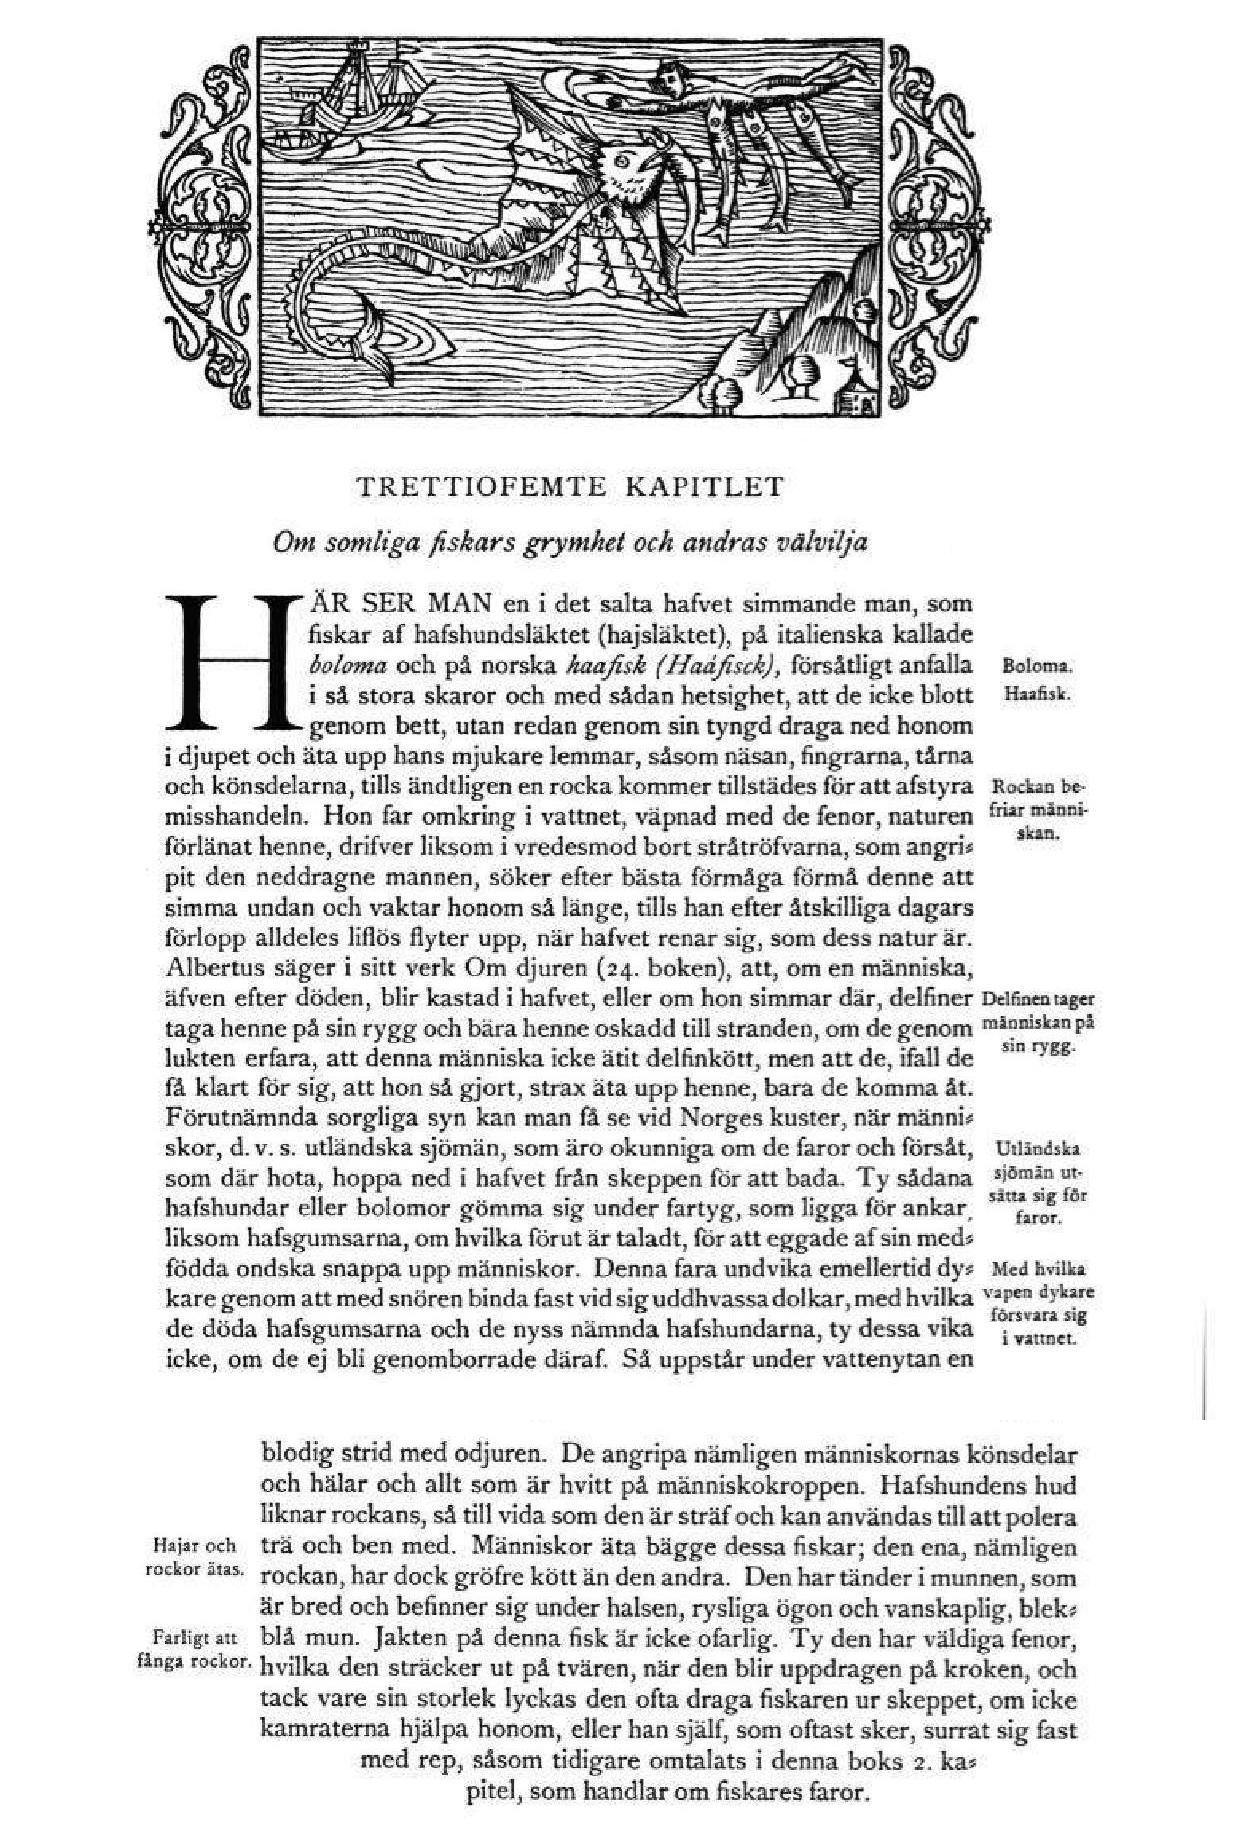 TRETTIOFEMTE KAPITLET
Om somliga fiskars grymhet och andras välvilja
HÄR SER MAN en i det salta hafvet simmande man, som
fiskar af hafshundsläktet (hajsläktet), på italienska kallade
boloma och på norska haafisk (Haafisck), försåtligt anfalla
Boloma.
i så stora skaror och med sådan hetsighet, att de icke blott
Haafisk.
genom bett, utan redan genom sin tyngd draga ned honom
i djupet och äta upp hans mjukare lemmar, såsom näsan, fingrarna, tårna
och könsdelarna, tills ändtligen en rocka kommer tillstädes för att afstyra
misshandeln. Hon far omkring i vattnet, väpnad med de fenor, naturen
förlänat henne, drifver liksom i vredesmod bort stråtröfvarna, som angri-
Rockan be-
friar männi-
skan.
pit den neddragne mannen, söker efter bästa förmåga förmå denne att
simma undan och vaktar honom så länge, tills han efter åtskilliga dagars
förlopp alldeles liflös flyter upp, när hafvet renar sig, som dess natur är.
Albertus säger i sitt verk Om djuren (24. boken), att, om en människa,
äfven efter döden, blir kastad i hafvet, eller om hon simmar där, delfiner
taga henne på sin rygg och bära henne oskadd till stranden, om de genom
lukten erfara, att denna människa icke ätit delfinkött, men att de, ifall de
Delfinen tager
människan på
sin rygg.
få klart för sig, att hon så gjort, strax äta upp henne, bara de komma åt.
Förutnämnda sorgliga syn kan man få se vid Norges kuster, när männi-
skor, d. v. s. utländska sjömän, som äro okunniga om de faror och försåt,
som där hota, hoppa ned i hafvet från skeppen för att bada. Ty sådana
hafshundar eller bolomor gömma sig under fartyg, som ligga för ankar,
Utländska
sjömän ut-
sätta sig för
faror.
liksom hafsgumsarna, om hvilka förut är taladt, för att eggade af sin med-
födda ondska snappa upp människor. Denna fara undvika emellertid dy-
kare genom att med snören binda fast vid sig uddhvassa dolkar, med hvilka
de döda hafsgumsarna och de nyss nämnda hafshundarna, ty dessa vika
Med hvilka
vapen dykare
försvara sig
i vattnet.
icke, om de ej bli genomborrade däraf. Så uppstår under vattenytan en
blodig strid med odjuren. De angripa nämligen människornas könsdelar
och hälar och allt som är hvitt på människokroppen. Hafshundens hud
liknar rockans, så till vida som den är sträf och kan användas till att polera
trä och ben med. Människor äta bägge dessa fiskar; den ena, nämligen
rockan, har dock gröfre kött än den andra. Den har tänder i munnen, som
Hajar och
rockor ätas.
är bred och befinner sig under halsen, rysliga ögon och vanskaplig, blek-
blå mun. Jakten på denna fisk är icke ofarlig. Ty den har väldiga fenor,
hvilka den sträcker ut på tvären, när den blir uppdragen på kroken, och
Farligt att
fånga rockor.
tack vare sin storlek lyckas den ofta draga fiskaren ur skeppet, om icke
kamraterna hjälpa honom, eller han själf, som oftast sker, surrat sig fast
med rep, såsom tidigare omtalats i denna boks 2. ka-
pitel, som handlar om fiskares faror.